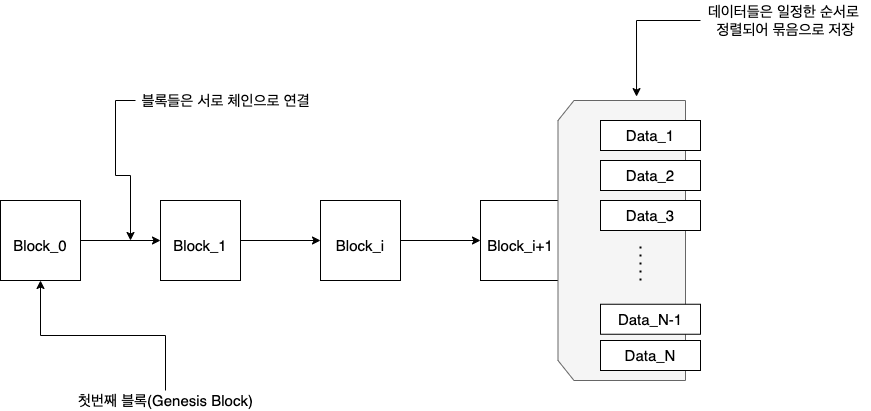 데이터들은 일정한 순서로
정렬되어 묶음으로 저장
블록들은 서로 체인으로 연결
Block_0
Block_1
Block_i
Block_i+1
Data_1
Data_2
Data_3
Data_N-1
Data_N
첫번째 블록(Genesis Block)